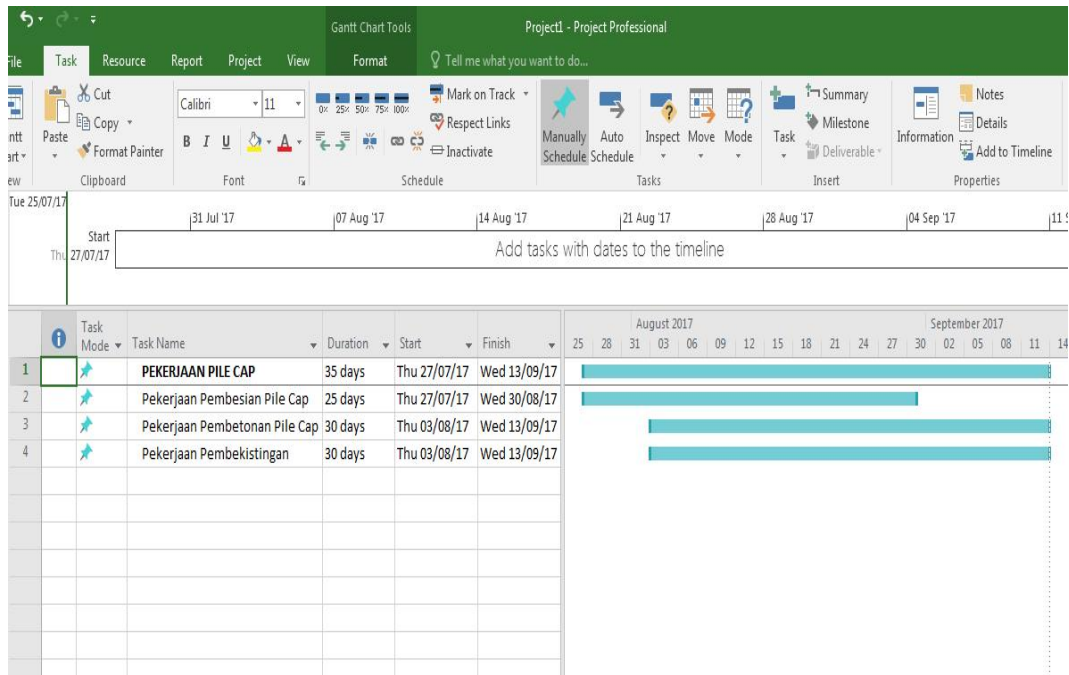 Gantt Chart Tools
Project1 - Project Professional
File Task Resource Report Project View Format Tell me what you want to do...
Cut
Copy
Format Painter
Paste
Clipboard
Calibri 11
B I U A
Font
0% 25% 50% 75% 100%
Mark on Track
Respect Links
Inactivate
Schedule
Manually Schedule
Auto Schedule
Inspect Move Mode
Tasks
Task
Summary
Milestone
Deliverable
Insert
Information
Notes
Details
Add to Timeline
Properties
Tue 25/07/17
31 Jul '17 07 Aug '17 14 Aug '17 21 Aug '17 28 Aug '17 04 Sep '17
Start
Thu 27/07/17
Add tasks with dates to the timeline
August 2017 September 2017
Task Mode Task Name Duration Start Finish 25 28 31 03 06 09 12 15 18 21 24 27 30 02 05 08 11 14
1 PEKERJAAN PILE CAP 35 days Thu 27/07/17 Wed 13/09/17
2 Pekerjaan Pembesian Pile Cap 25 days Thu 27/07/17 Wed 30/08/17
3 Pekerjaan Pembetonan Pile Cap 30 days Thu 03/08/17 Wed 13/09/17
4 Pekerjaan Pembekistingan 30 days Thu 03/08/17 Wed 13/09/17